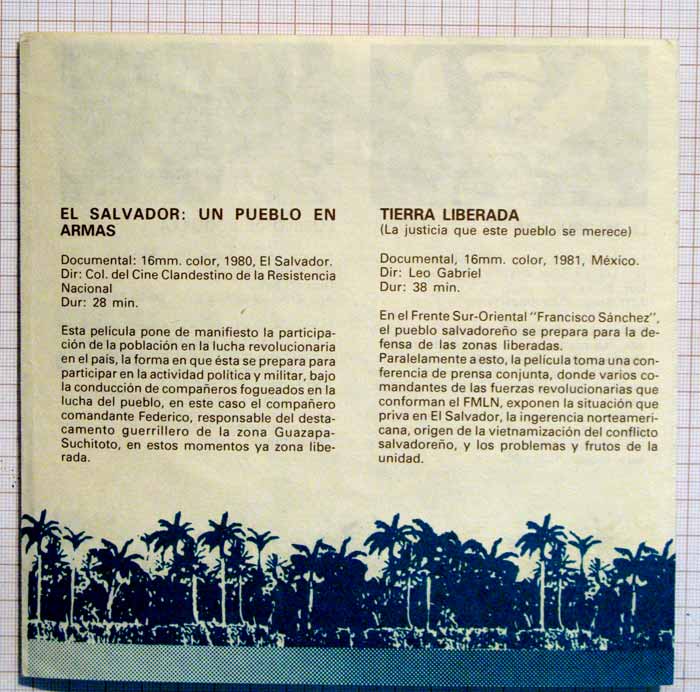 EL SALVADOR: UN PUEBLO EN
ARMAS
Documental: 16mm. color, 1980, El Salvador.
Dir: Col. del Cine Clandestino de la Resistencia
Nacional
Dur: 28 min.
Esta película pone de manifiesto la participa-
ción de la población en la lucha revolucionaria
en el país, la forma en que ésta se prepara para
participar en la actividad política y militar, bajo
la conducción de compañeros fogueados en la
lucha del pueblo, en este caso el compañero
comandante Federico, responsable del desta-
camento guerrillero de la zona Guazapa-
Suchitoto, en estos momentos ya zona libe-
rada.
TIERRA LIBERADA
(La justicia que este pueblo se merece)
Documental, 16mm. color, 1981, México.
Dir: Leo Gabriel
Dur: 38 min.
En el Frente Sur-Oriental "Francisco Sánchez",
el pueblo salvadoreño se prepara para la de-
fensa de las zonas liberadas.
Paralelamente a esto, la película toma una con-
ferencia de prensa conjunta, donde varios co-
mandantes de las fuerzas revolucionarias que
conforman el FMLN, exponen la situación que
priva en El Salvador, la ingerencia norteameri-
cana, origen de la vietnamización del conflicto
salvadoreño, y los problemas y frutos de la
unidad.